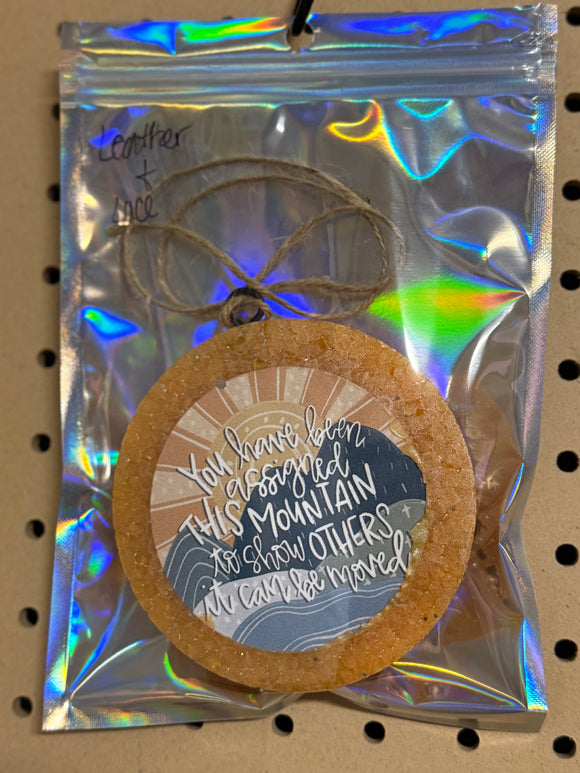 Leather
+
Lace
You have been
assigned
THIS MOUNTAIN
to show OTHERS
it can be moved